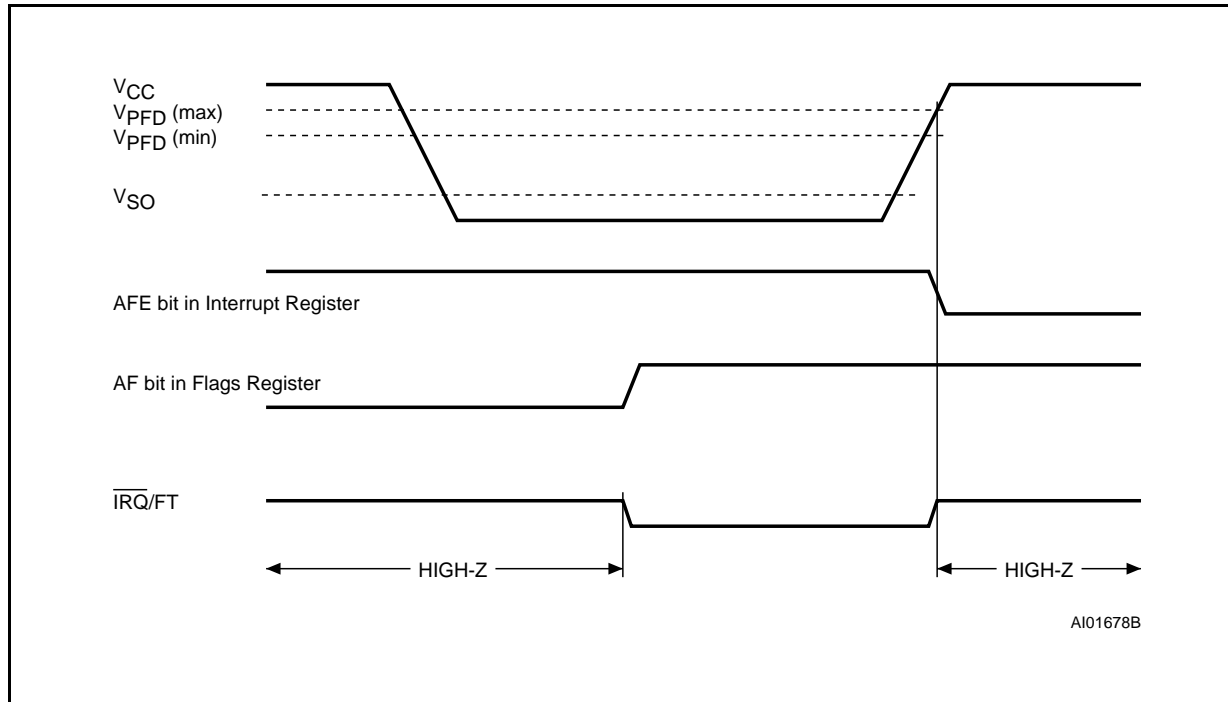 VCC
VPFD (max)
VPFD (min)
VSO
AFE bit in Interrupt Register
AF bit in Flags Register
IRQ/FT
HIGH-Z HIGH-Z
AI01678B